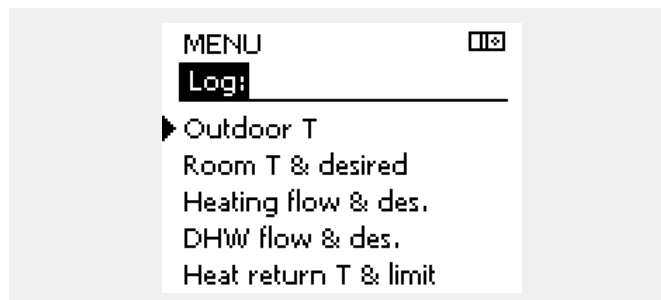 MENU
Log:
Outdoor T
Room T & desired
Heating flow & des.
DHW flow & des.
Heat return T & limit